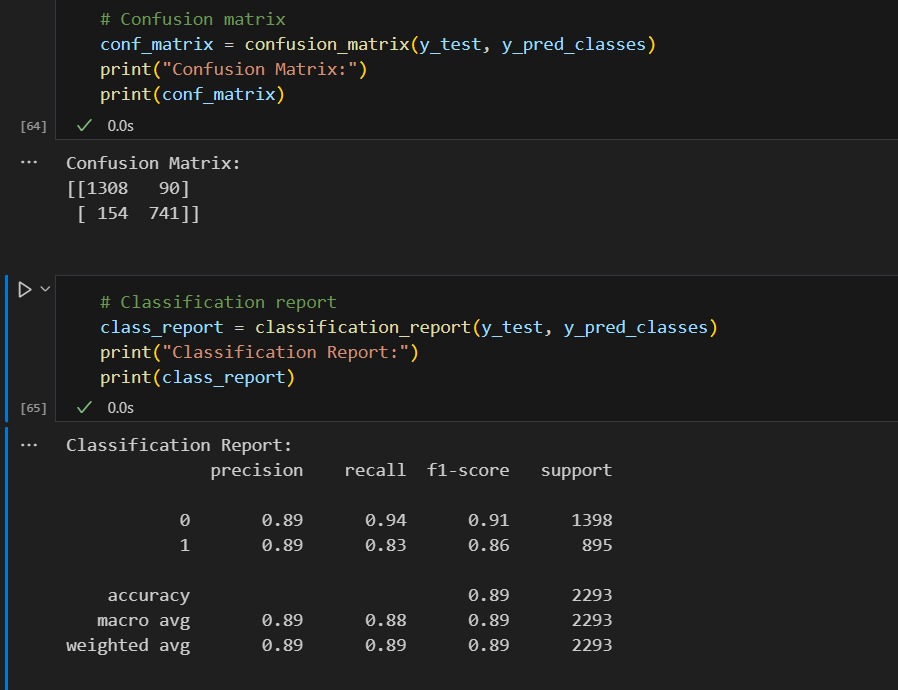 # Confusion matrix
conf_matrix = confusion_matrix(y_test, y_pred_classes)
print("Confusion Matrix:")
print(conf_matrix)
[64] 0.0s
... Confusion Matrix:
[[1308   90]
 [ 154  741]]
# Classification report
class_report = classification_report(y_test, y_pred_classes)
print("Classification Report:")
print(class_report)
[65] 0.0s
... Classification Report:
              precision    recall  f1-score   support
           0       0.89      0.94      0.91      1398
           1       0.89      0.83      0.86       895
    accuracy                           0.89      2293
   macro avg       0.89      0.88      0.89      2293
weighted avg       0.89      0.89      0.89      2293